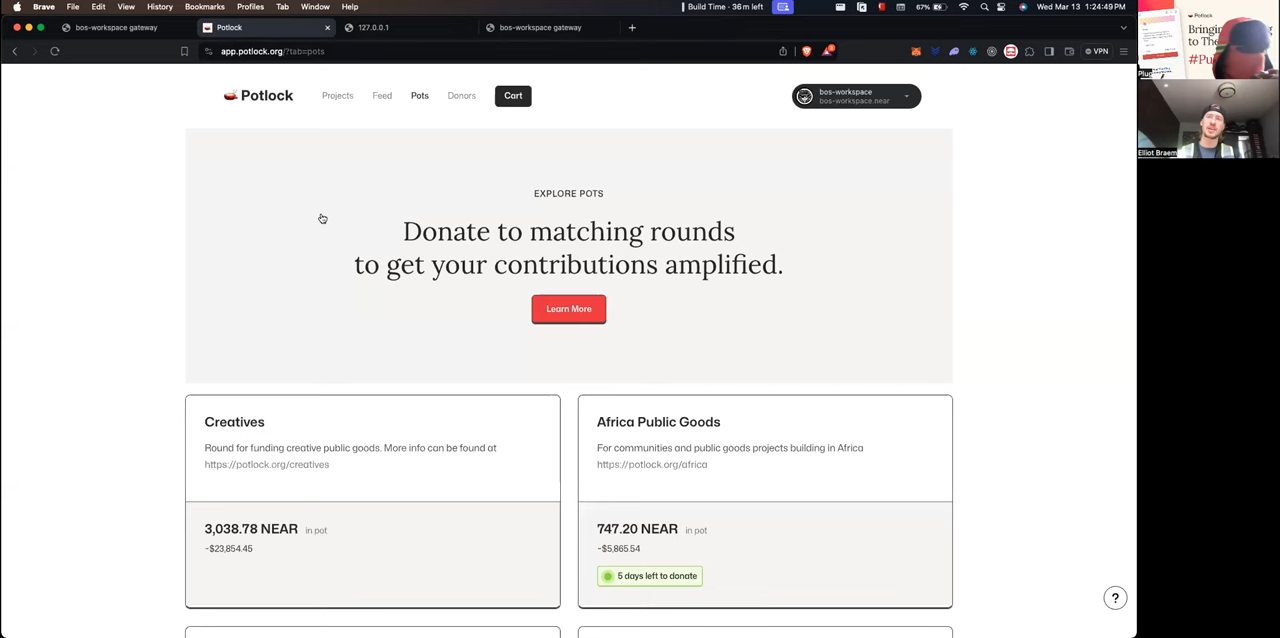 Brave File Edit View History Bookmarks Profiles Tab Window Help
Build Time - 36 m left
67%
Wed Mar 13 1:24:49 PM
bos-workspace gateway
Potlock
127.0.0.1
bos-workspace gateway
app.potlock.org/?tab=pots
VPN
Potlock
Projects
Feed
Pots
Donors
Cart
bos-workspace
bos-workspace.near
EXPLORE POTS
Donate to matching rounds
to get your contributions amplified.
Learn More
Creatives
Round for funding creative public goods. More info can be found at
https://potlock.org/creatives
3,038.78 NEAR in pot
~$23,854.45
Africa Public Goods
For communities and public goods projects building in Africa
https://potlock.org/africa
747.20 NEAR in pot
~$5,865.54
5 days left to donate
?
Potlock
Plug
Elliot Braem